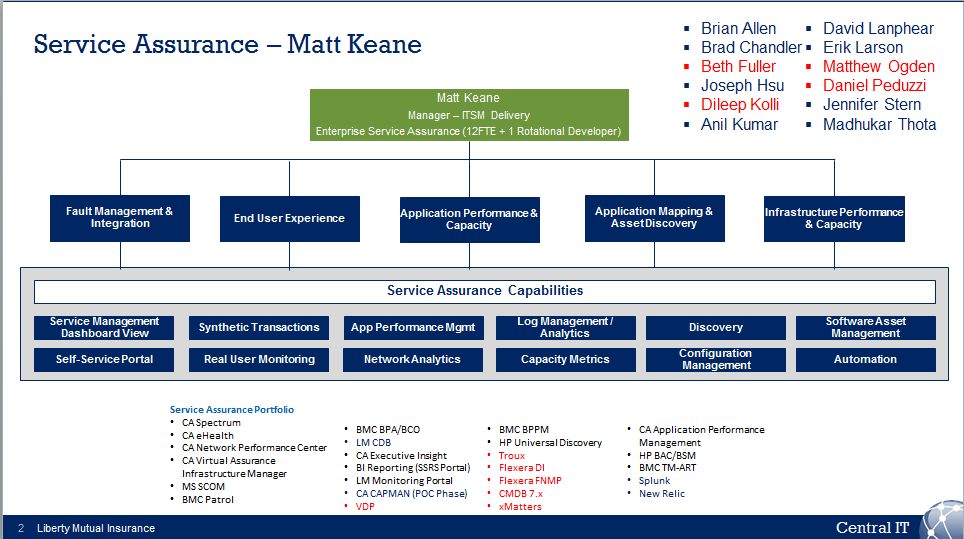 Service Assurance – Matt Keane
▪ Brian Allen
▪ Brad Chandler
▪ Beth Fuller
▪ Joseph Hsu
▪ Dileep Kolli
▪ Anil Kumar
▪ David Lanphear
▪ Erik Larson
▪ Matthew Ogden
▪ Daniel Peduzzi
▪ Jennifer Stern
▪ Madhukar Thota
Matt Keane
Manager – ITSM Delivery
Enterprise Service Assurance (12FTE + 1 Rotational Developer)
Fault Management &
Integration
End User Experience
Application Performance &
Capacity
Application Mapping &
Asset Discovery
Infrastructure Performance
& Capacity
Service Assurance Capabilities
Service Management
Dashboard View
Synthetic Transactions
App Performance Mgmt
Log Management /
Analytics
Discovery
Software Asset
Management
Self-Service Portal
Real User Monitoring
Network Analytics
Capacity Metrics
Configuration
Management
Automation
Service Assurance Portfolio
• CA Spectrum
• CA eHealth
• CA Network Performance Center
• CA Virtual Assurance
Infrastructure Manager
• MS SCOM
• BMC Patrol
• BMC BPA/BCO
• LM CDB
• CA Executive Insight
• BI Reporting (SSRS Portal)
• LM Monitoring Portal
• CA CAPMAN (POC Phase)
• VDP
• BMC BPPM
• HP Universal Discovery
• Troux
• Flexera DI
• Flexera FNMP
• CMDB 7.x
• xMatters
• CA Application Performance
Management
• HP BAC/BSM
• BMC TM-ART
• Splunk
• New Relic
2 Liberty Mutual Insurance
Central IT